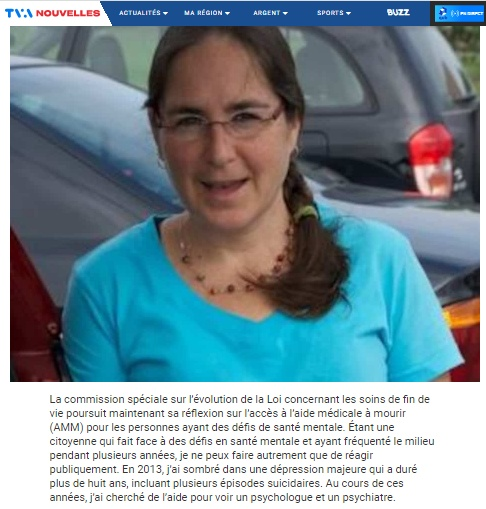 TVA NOUVELLES ACTUALITÉS MA RÉGION ARGENT SPORTS BUZZ EN DIRECT
La commission spéciale sur l'évolution de la Loi concernant les soins de fin de
vie poursuit maintenant sa réflexion sur l'accès à l'aide médicale à mourir
(AMM) pour les personnes ayant des défis de santé mentale. Étant une
citoyenne qui fait face à des défis en santé mentale et ayant fréquenté le milieu
pendant plusieurs années, je ne peux faire autrement que de réagir
publiquement. En 2013, j'ai sombré dans une dépression majeure qui a duré
plus de huit ans, incluant plusieurs épisodes suicidaires. Au cours de ces
années, j'ai cherché de l'aide pour voir un psychologue et un psychiatre.